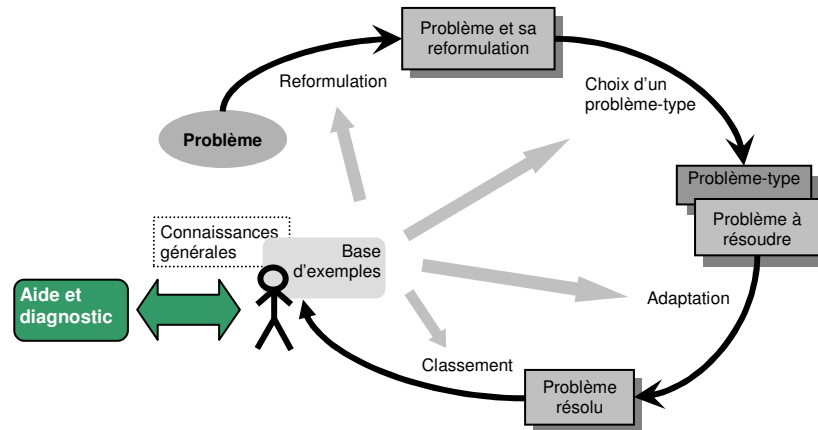 Problème et sa
reformulation
Reformulation
Choix d'un
problème-type
Problème
Problème-type
Problème à
résoudre
Connaissances
générales
Base
d'exemples
Aide et
diagnostic
Adaptation
Classement
Problème
résolu